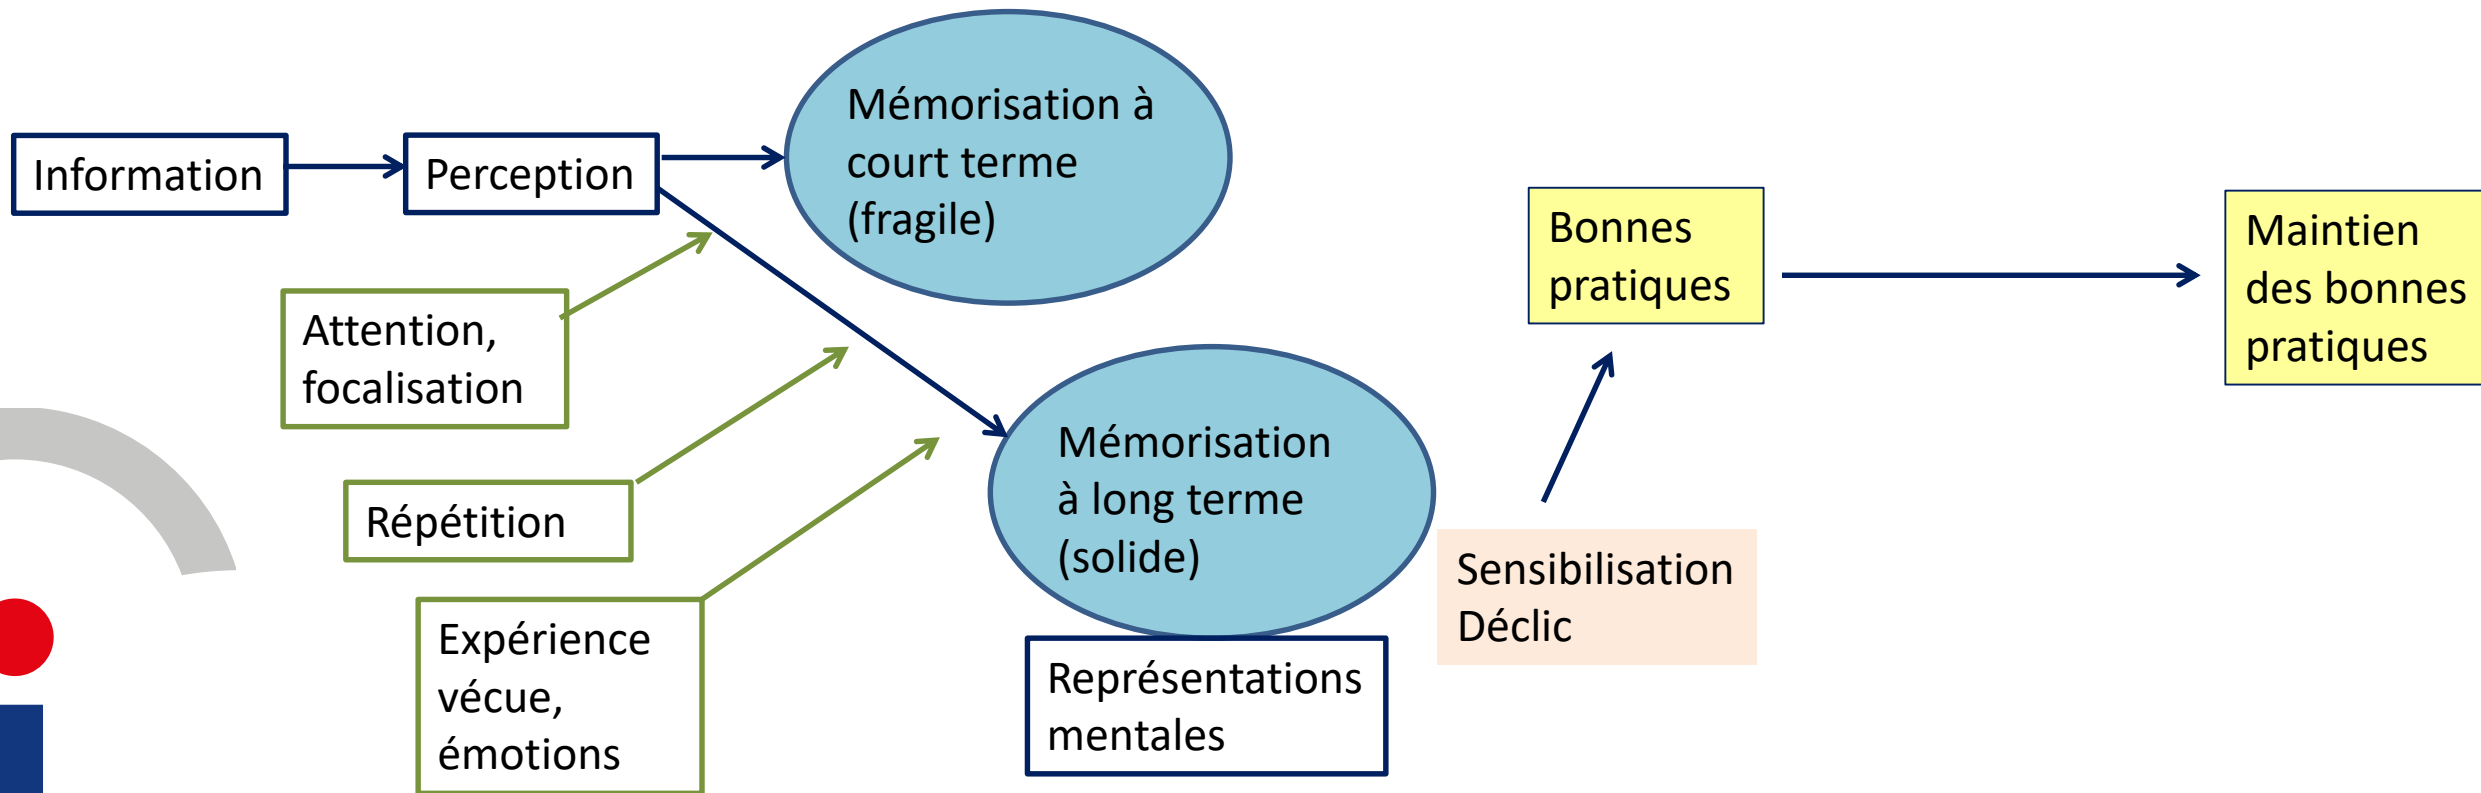 Information
Perception
Mémorisation à
court terme
(fragile)
Attention,
focalisation
Répétition
Expérience
vécue,
émotions
Mémorisation
à long terme
(solide)
Représentations
mentales
Sensibilisation
Déclic
Bonnes
pratiques
Maintien
des bonnes
pratiques